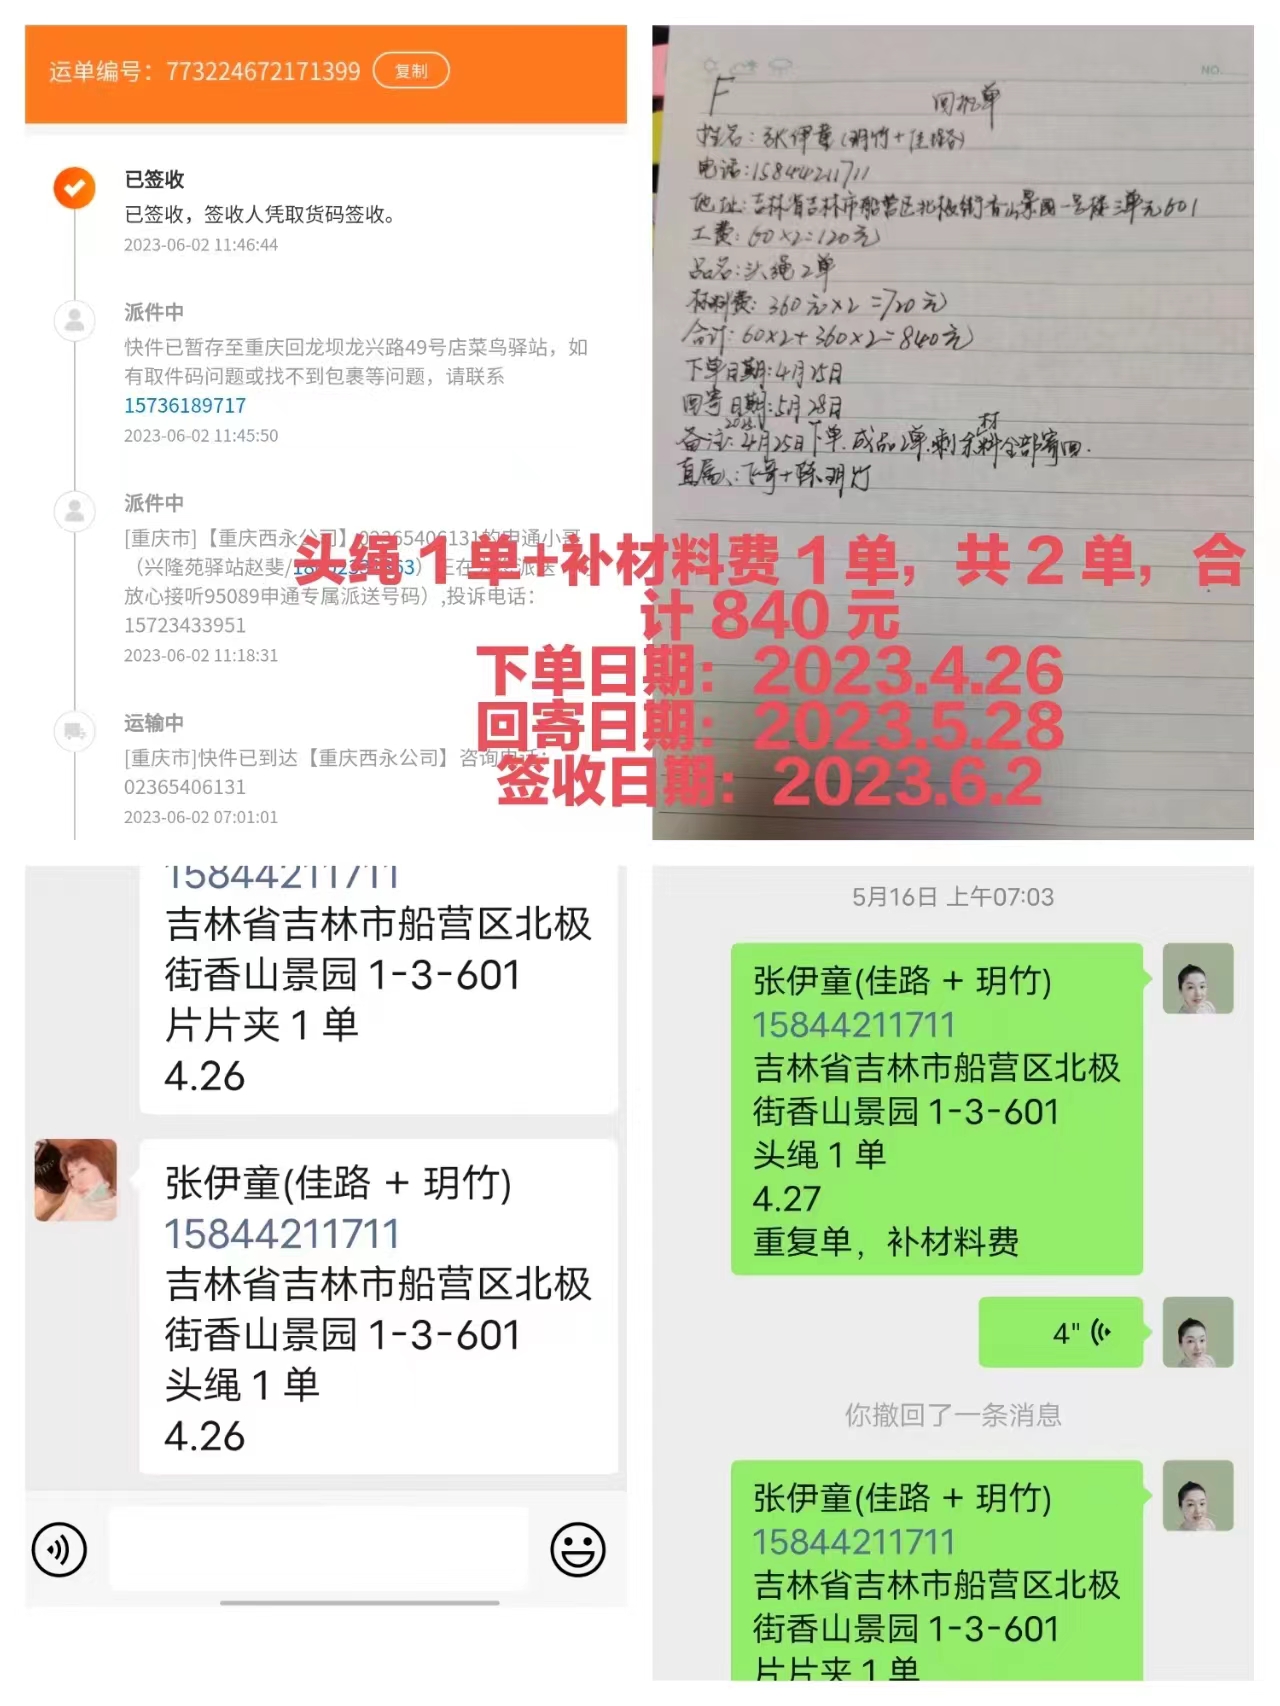 运单编号：773224672171399 复制
已签收
已签收，签收人凭取货码签收。
2023-06-02 11:46:44
派件中
快件已暂存至重庆回龙坝龙兴路49号店菜鸟驿站，如
有取件码问题或找不到包裹等问题，请联系
15736189717
2023-06-02 11:45:50
派件中
[重庆市]【重庆西永公司】02365406131的申通小哥
（兴隆苑驿站赵斐/
放心接听95089申通专属派送号码）,投诉电话：
15723433951
2023-06-02 11:18:31
运输中
[重庆市]快件已到达【重庆西永公司】咨询电话：
02365406131
2023-06-02 07:01:01
NO.
F 回执单
姓名：张伊童（玥竹+佳路）
电话：15844211711
地址：吉林省吉林市船营区北极街香山景园一号楼三单元601
工费：60×2=120元
品名：头绳2单
材料费：360元×2=720元
合计：60×2+360×2=840元
下单日期：4月25日
回寄日期：5月28日
备注：4月25日下单，成品2单，剩余材料全部寄回.
直属人：飞哥+陈玥竹
头绳1单+补材料费1单，共2单，合
计840元
下单日期：2023.4.26
回寄日期：2023.5.28
签收日期：2023.6.2
15844211711
吉林省吉林市船营区北极
街香山景园 1-3-601
片片夹 1 单
4.26
张伊童(佳路 + 玥竹)
15844211711
吉林省吉林市船营区北极
街香山景园 1-3-601
头绳 1 单
4.26
5月16日 上午07:03
张伊童(佳路 + 玥竹)
15844211711
吉林省吉林市船营区北极
街香山景园 1-3-601
头绳 1 单
4.27
重复单，补材料费
4"
你撤回了一条消息
张伊童(佳路 + 玥竹)
15844211711
吉林省吉林市船营区北极
街香山景园 1-3-601
片片夹 1 单